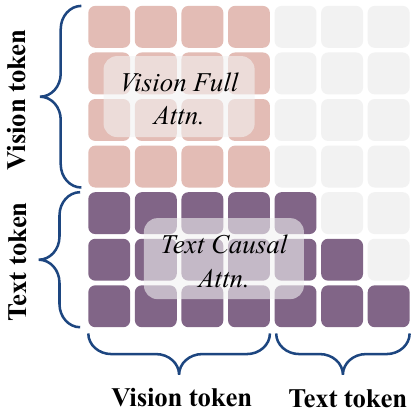 Vision token
Vision Full
Attn.
Text token
Text Causal
Attn.
Vision token
Text token